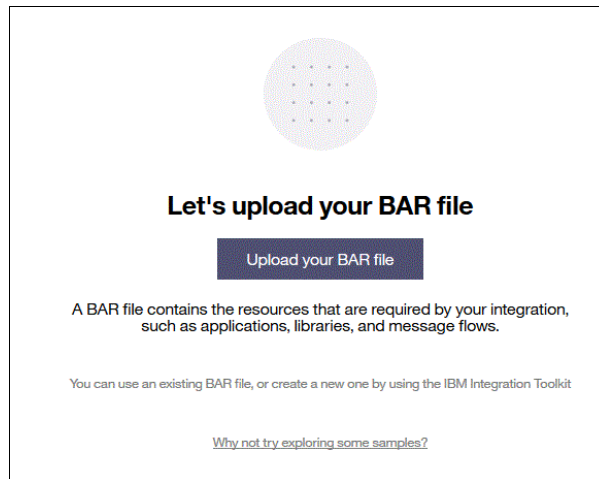 Let's upload your BAR file
Upload your BAR file
A BAR file contains the resources that are required by your integration,
such as applications, libraries, and message flows.
You can use an existing BAR file, or create a new one by using the IBM Integration Toolkit
Why not try exploring some samples?